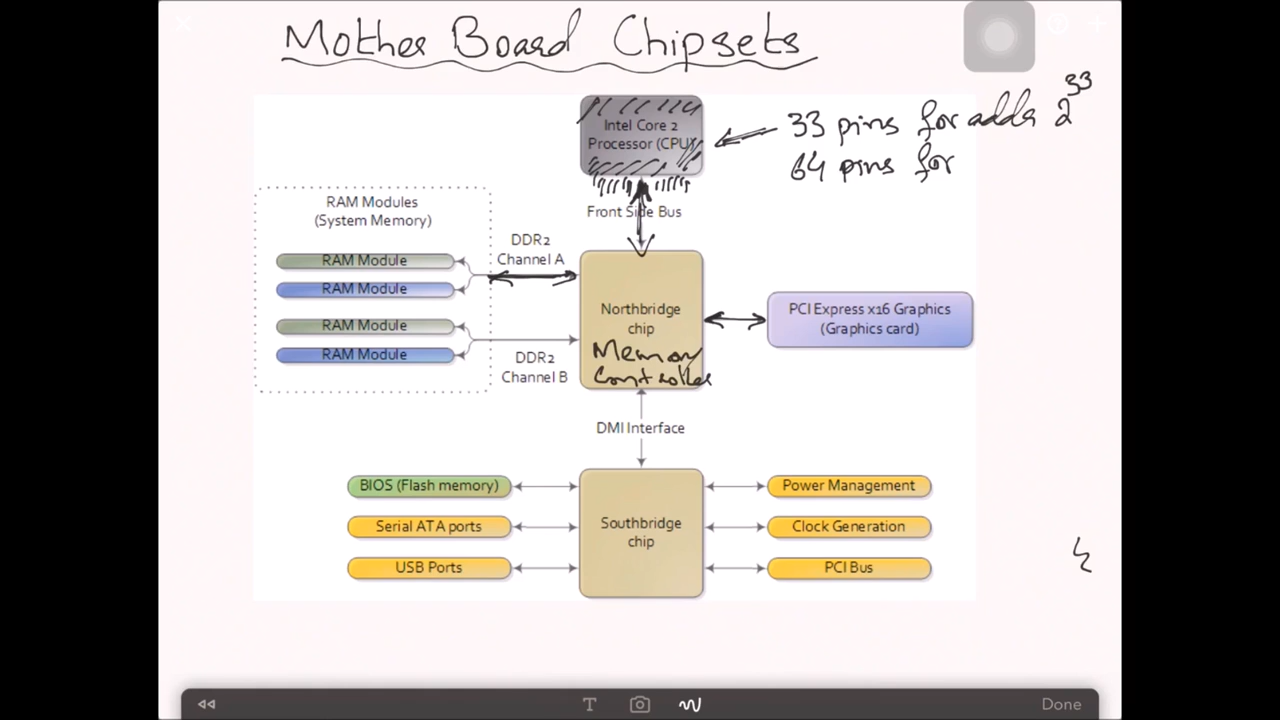 Mother Board Chipsets
Intel Core 2
Processor (CPU)
33 pins for adds 2^33
64 pins for
Front Side Bus
RAM Modules
(System Memory)
RAM Module
RAM Module
RAM Module
RAM Module
DDR2
Channel A
DDR2
Channel B
Northbridge
chip
Memory
Controller
PCI Express x16 Graphics
(Graphics card)
DMI Interface
BIOS (Flash memory)
Serial ATA ports
USB Ports
Southbridge
chip
Power Management
Clock Generation
PCI Bus
T
Done